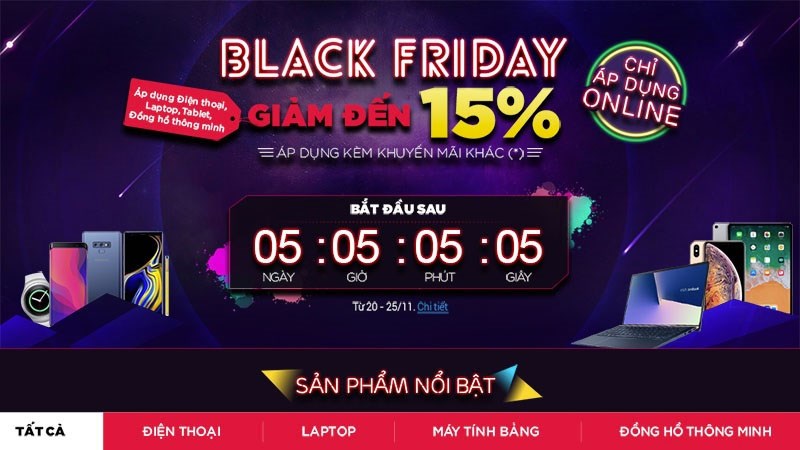 BLACK FRIDAY
Áp dụng Điện thoại,
Laptop, Tablet,
Đồng hồ thông minh
GIẢM ĐẾN 15%
ÁP DỤNG KÈM KHUYẾN MÃI KHÁC (*)
CHỈ
ÁP DỤNG
ONLINE
BẮT ĐẦU SAU
05 : 05 : 05 : 05
NGÀY GIỜ PHÚT GIÂY
Từ 20 - 25/11. Chi tiết
SẢN PHẨM NỔI BẬT
TẤT CẢ ĐIỆN THOẠI LAPTOP MÁY TÍNH BẢNG ĐỒNG HỒ THÔNG MINH